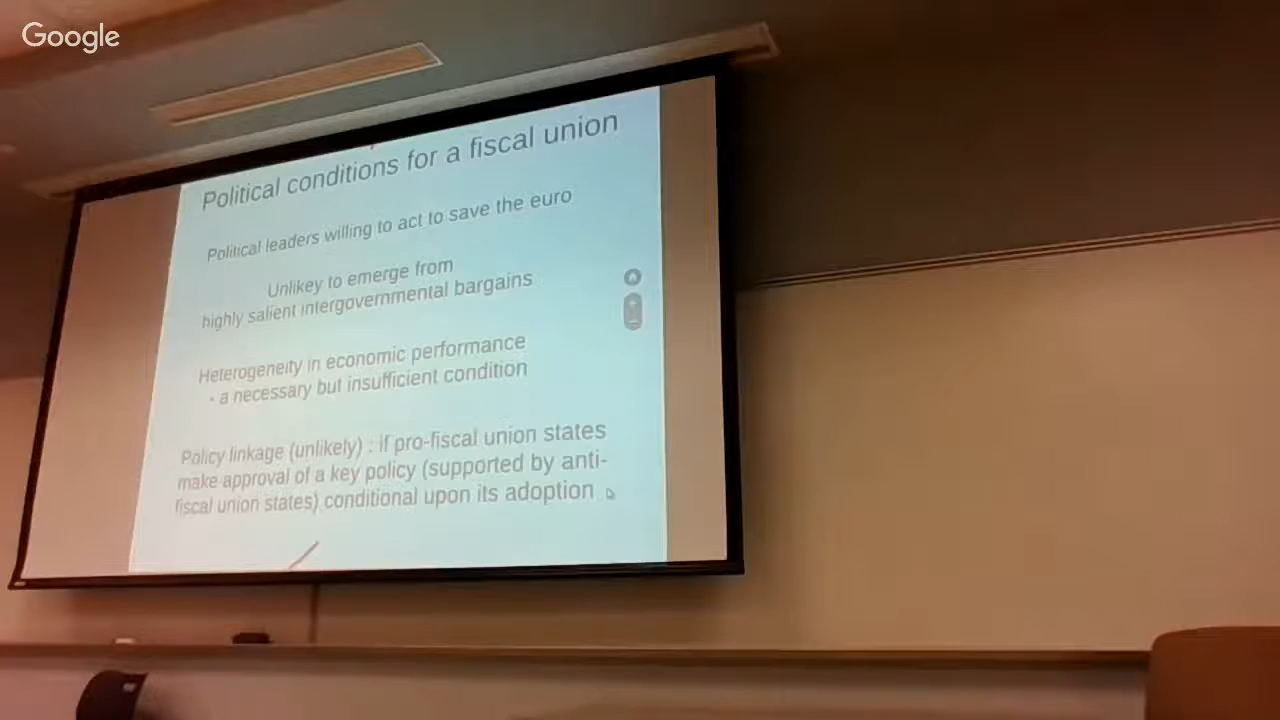 Google
Political conditions for a fiscal union
Political leaders willing to act to save the euro
Unlikey to emerge from
highly salient intergovernmental bargains
Heterogeneity in economic performance
- a necessary but insufficient condition
Policy linkage (unlikely) : if pro-fiscal union states
make approval of a key policy (supported by anti-
fiscal union states) conditional upon its adoption